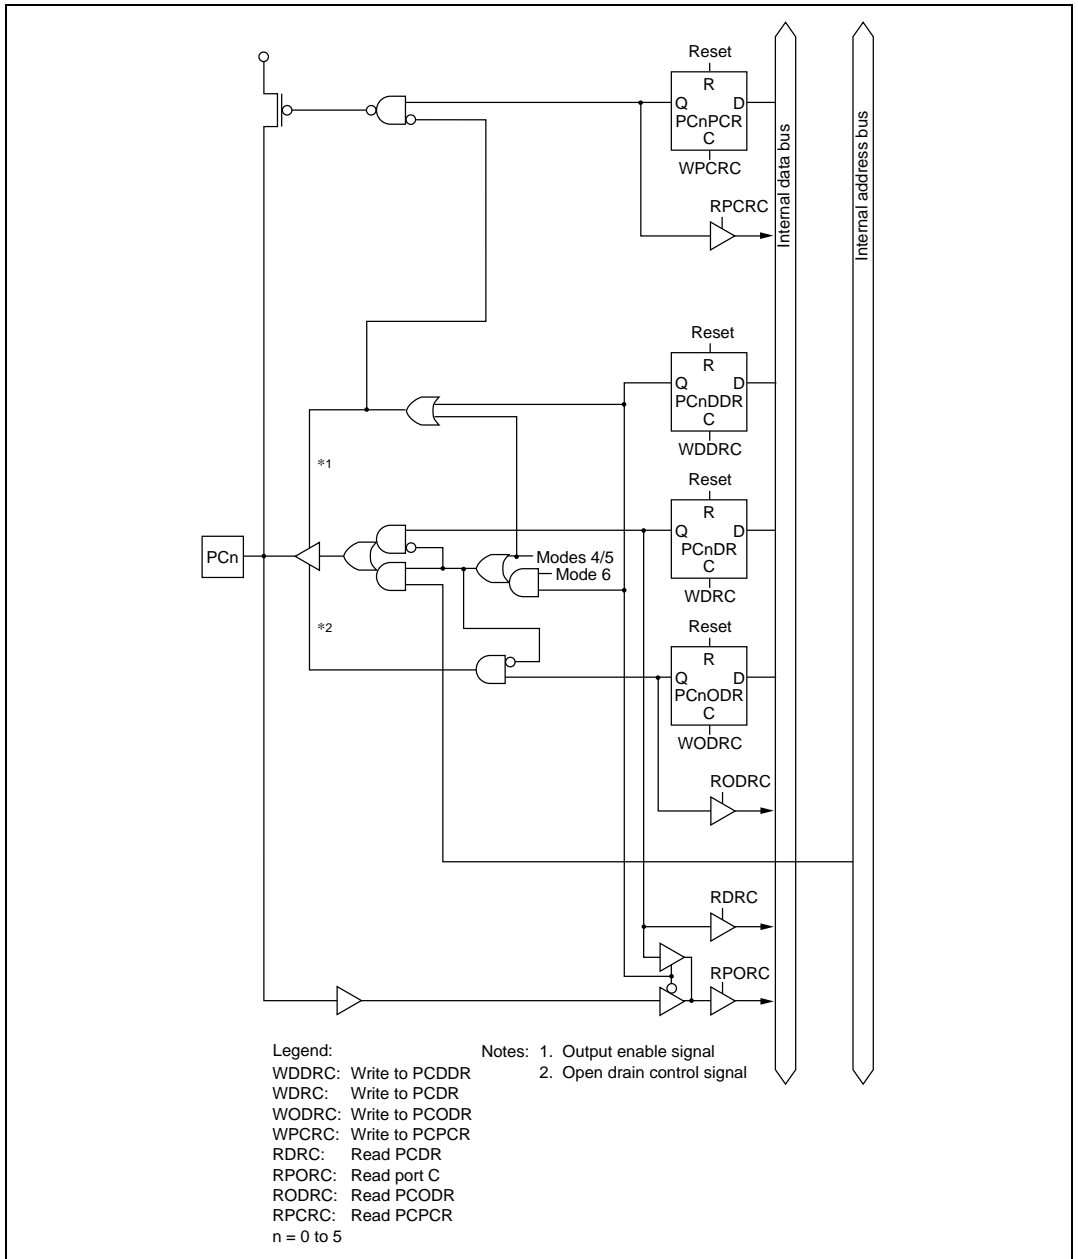 Reset
R
Q D
PCnPCR
C
WPCRC
RPCRC
Internal data bus
Internal address bus
Reset
R
Q D
PCnDDR
C
WDDRC
*1
Reset
R
Q D
PCnDR
C
WDRC
PCn
Modes 4/5
Mode 6
*2
Reset
R
Q D
PCnODR
C
WODRC
RODRC
RDRC
RPORC
Legend:
WDDRC: Write to PCDDR
WDRC: Write to PCDR
WODRC: Write to PCODR
WPCRC: Write to PCPCR
RDRC: Read PCDR
RPORC: Read port C
RODRC: Read PCODR
RPCRC: Read PCPCR
n = 0 to 5
Notes: 1. Output enable signal
2. Open drain control signal